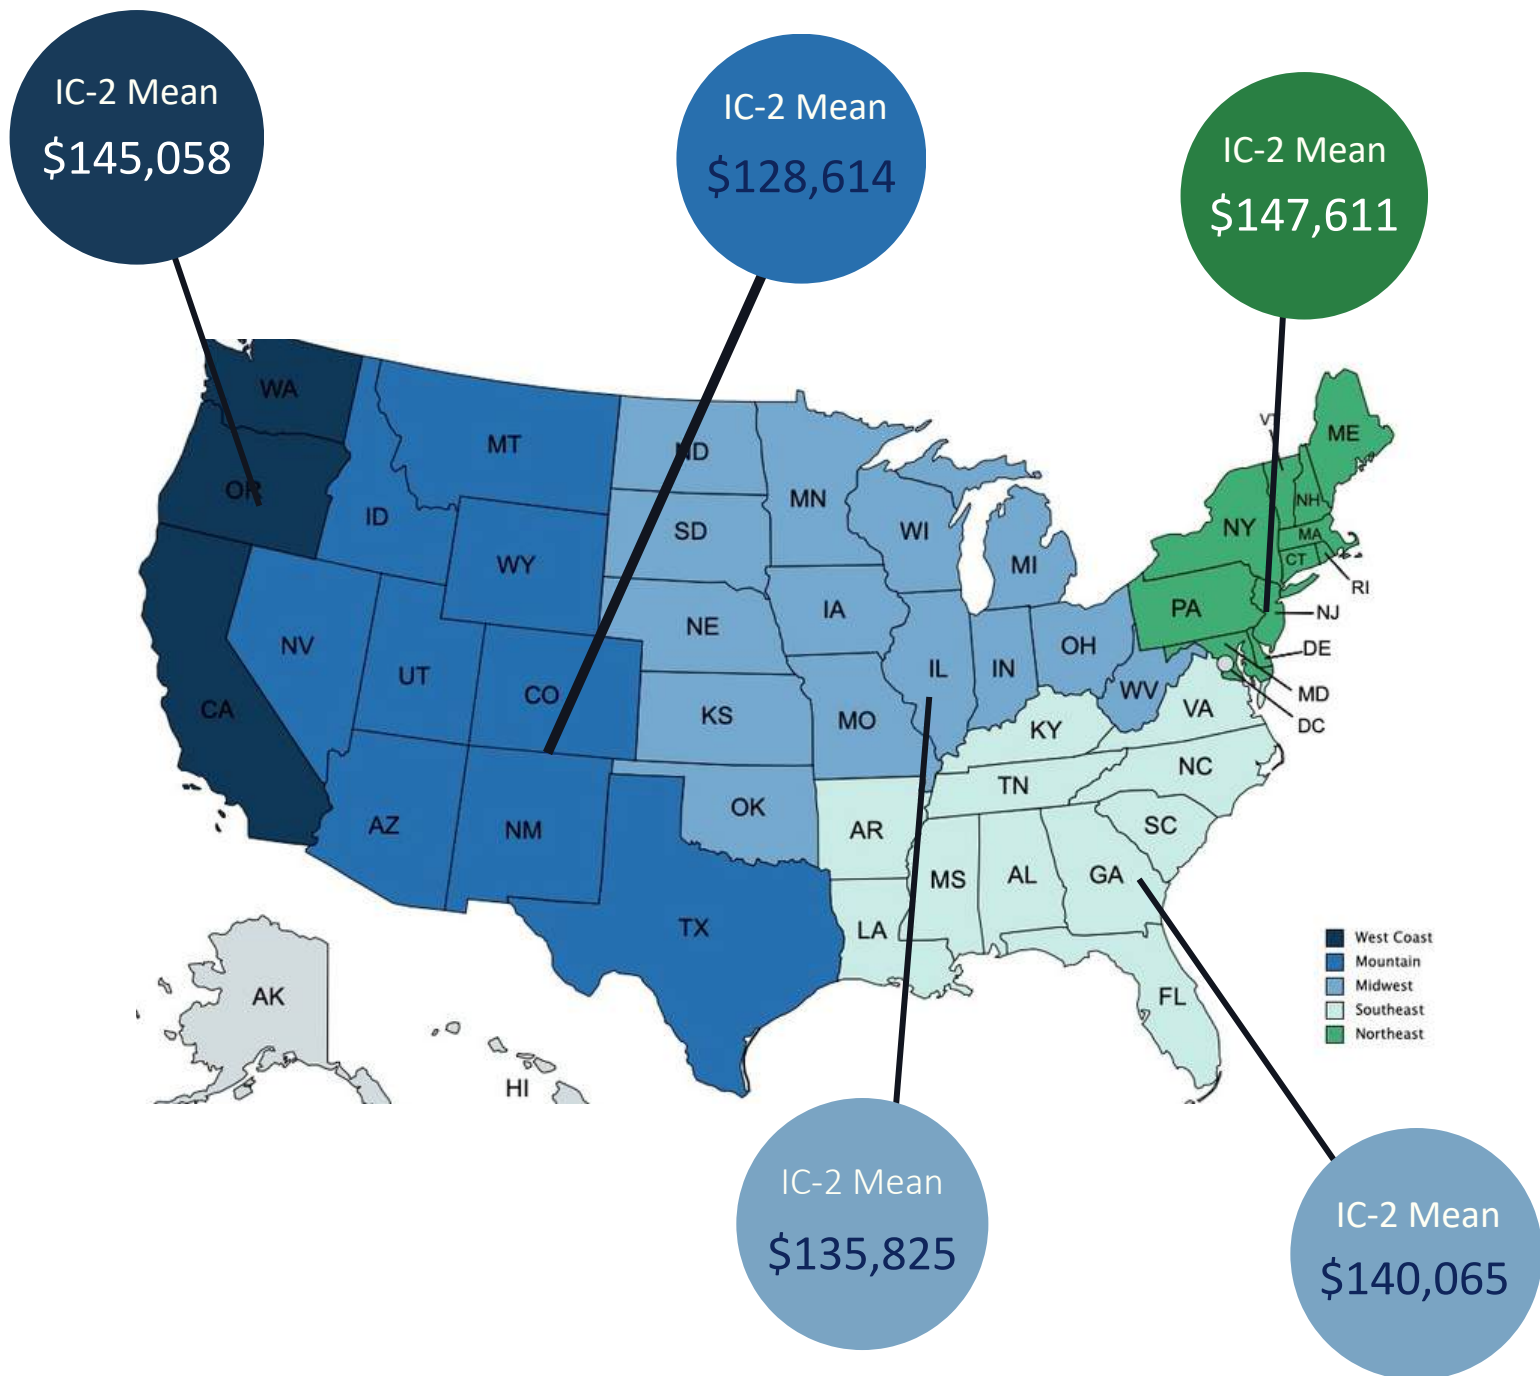 IC-2 Mean
$145,058
IC-2 Mean
$128,614
IC-2 Mean
$147,611
WA
OR
CA
MT
ID
WY
NV
UT
CO
AZ
NM
TX
ND
SD
NE
KS
OK
MN
IA
MO
WI
IL
MI
IN
OH
WV
KY
TN
AR
LA
MS
AL
GA
FL
SC
NC
VA
VT
ME
NH
NY
MA
CT
RI
PA
NJ
DE
MD
DC
AK
HI
West Coast
Mountain
Midwest
Southeast
Northeast
IC-2 Mean
$135,825
IC-2 Mean
$140,065